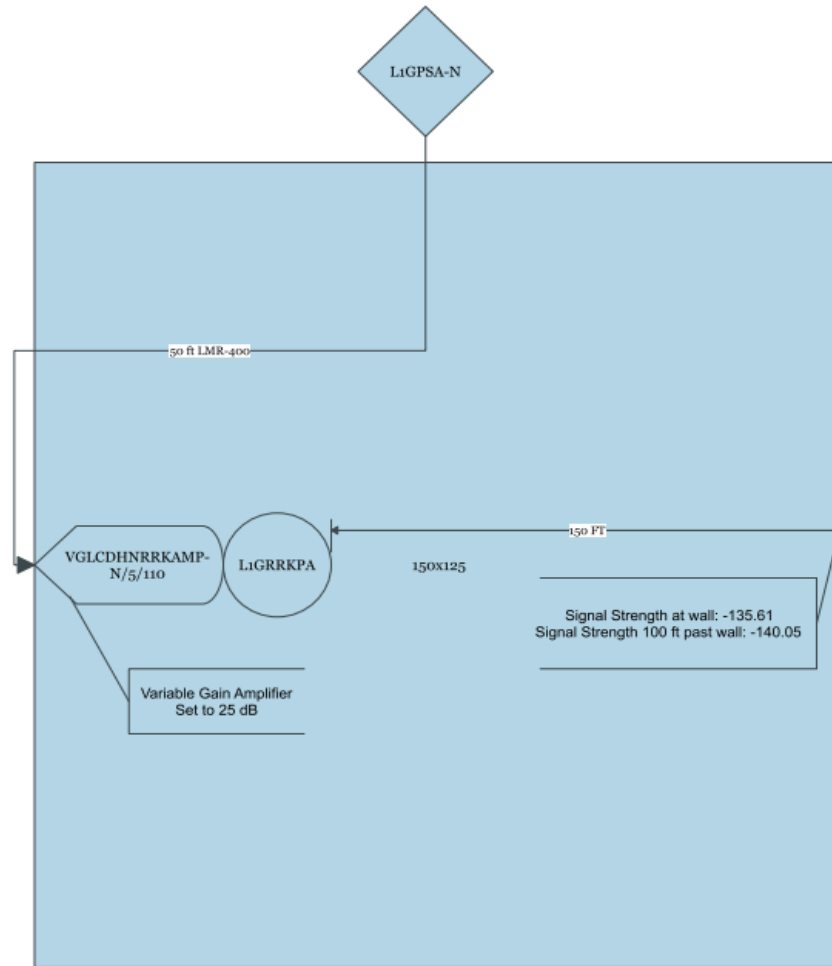 L1GPSA-N
50 ft LMR-400
150 FT
VGLCDHNRRKAMP-
N/5/110
L1GRRKPA
150x125
Signal Strength at wall: -135.61
Signal Strength 100 ft past wall: -140.05
Variable Gain Amplifier
Set to 25 dB